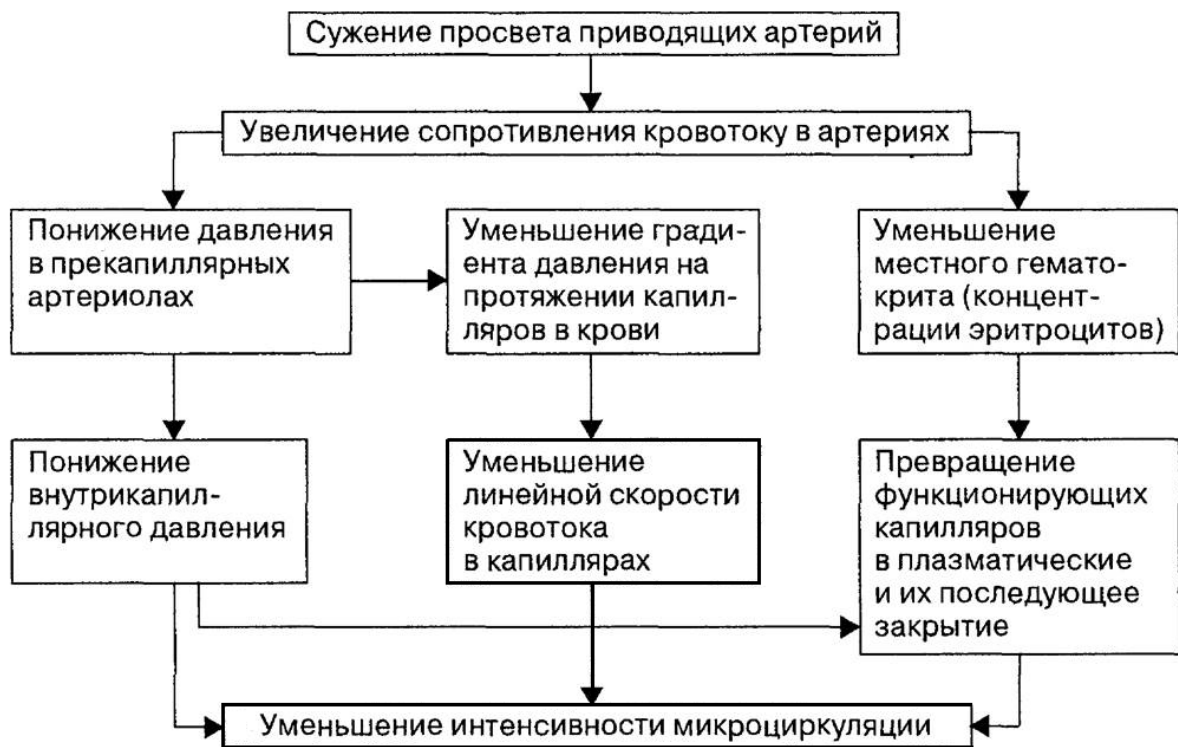 Сужение просвета приводящих артерий
Увеличение сопротивления кровотоку в артериях
Понижение давления
в прекапиллярных
артериолах
Уменьшение гради-
ента давления на
протяжении капил-
ляров в крови
Уменьшение
местного гемато-
крита (концент-
рации эритроцитов)
Понижение
внутрикапил-
лярного давления
Уменьшение
линейной скорости
кровотока
в капиллярах
Превращение
функционирующих
капилляров
в плазматические
и их последующее
закрытие
Уменьшение интенсивности микроциркуляции